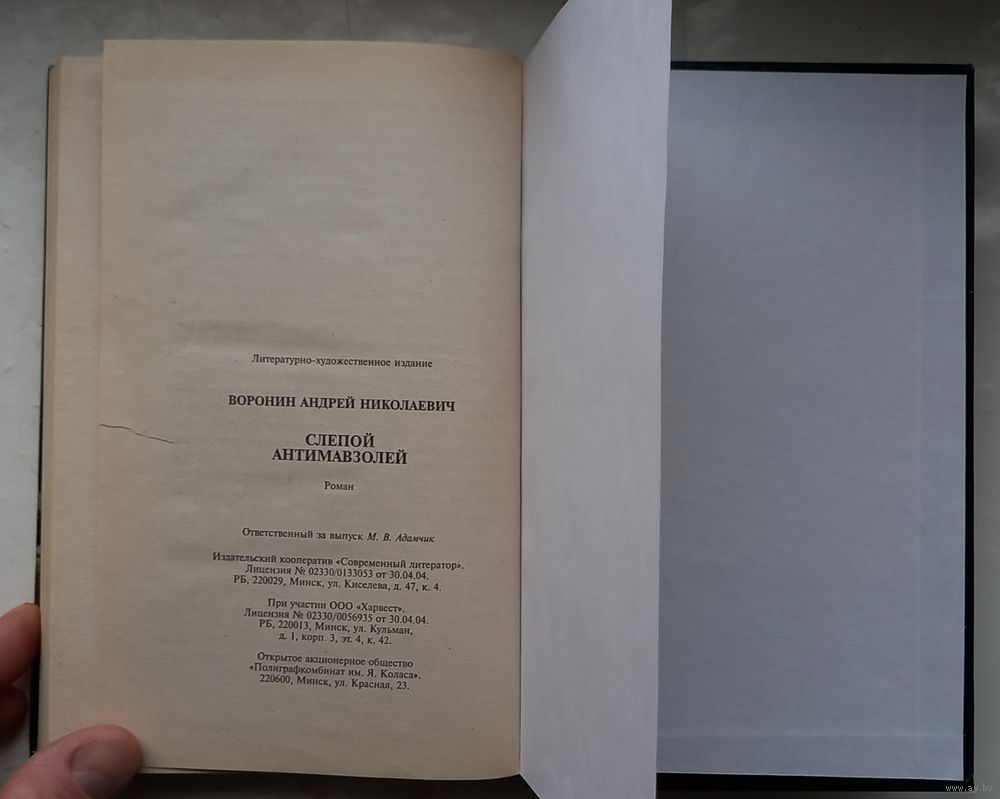 Литературно-художественное издание
ВОРОНИН АНДРЕЙ НИКОЛАЕВИЧ
СЛЕПОЙ
АНТИМАВЗОЛЕЙ
Роман
Ответственный за выпуск М. В. Адамчик
Издательский кооператив «Современный литератор».
Лицензия № 02330/0133053 от 30.04.04.
РБ, 220029, Минск, ул. Киселева, д. 47, к. 4.
При участии ООО «Харвест».
Лицензия № 02330/0056935 от 30.04.04.
РБ, 220013, Минск, ул. Кульман,
д. 1, корп. 3, эт. 4, к. 42.
Открытое акционерное общество
«Полиграфкомбинат им. Я. Коласа».
220600, Минск, ул. Красная, 23.
www.ay.by